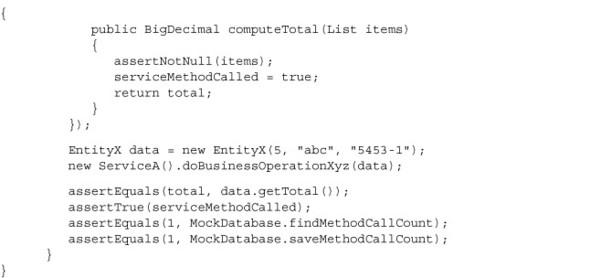 {
public BigDecimal computeTotal(List items)
{
assertNotNull(items);
serviceMethodCalled = true;
return total;
}
});
EntityX data = new EntityX(5, "abc", "5453-1");
new ServiceA().doBusinessOperationXyz(data);
assertEquals(total, data.getTotal());
assertTrue(serviceMethodCalled);
assertEquals(1, MockDatabase.findMethodCallCount);
assertEquals(1, MockDatabase.saveMethodCallCount);
}
}